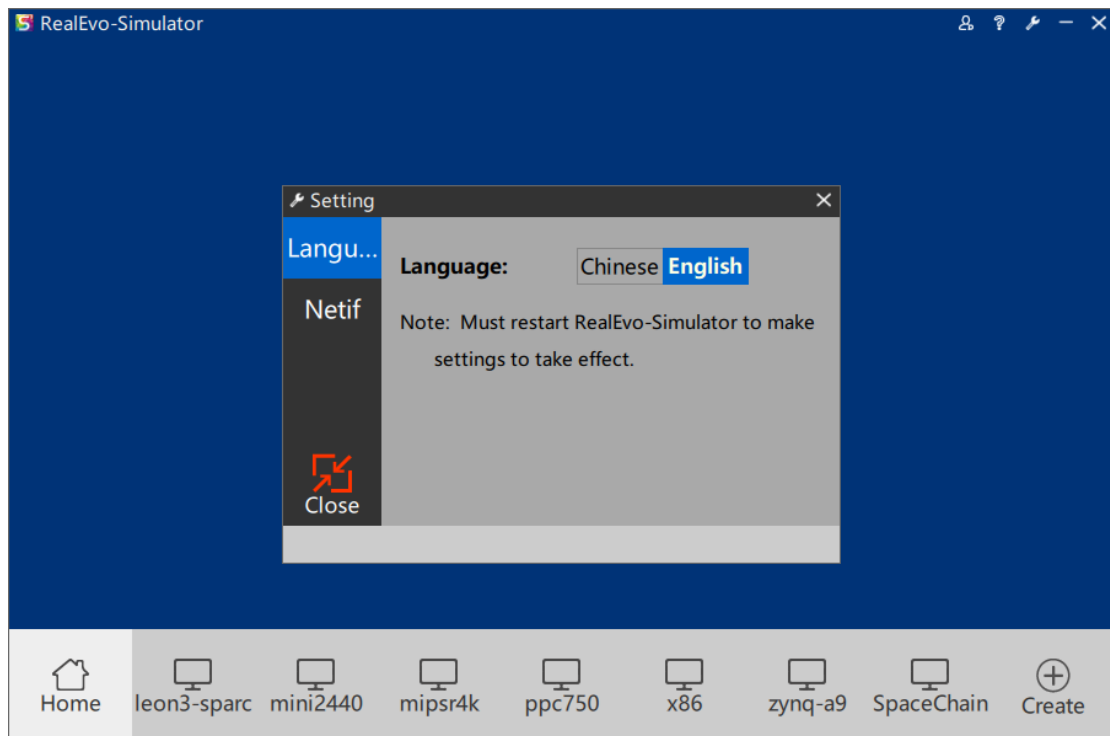 RealEvo-Simulator
Setting
Langu...
Language: Chinese English
Netif
Note: Must restart RealEvo-Simulator to make
settings to take effect.
Close
Home leon3-sparc mini2440 mipsr4k ppc750 x86 zynq-a9 SpaceChain Create